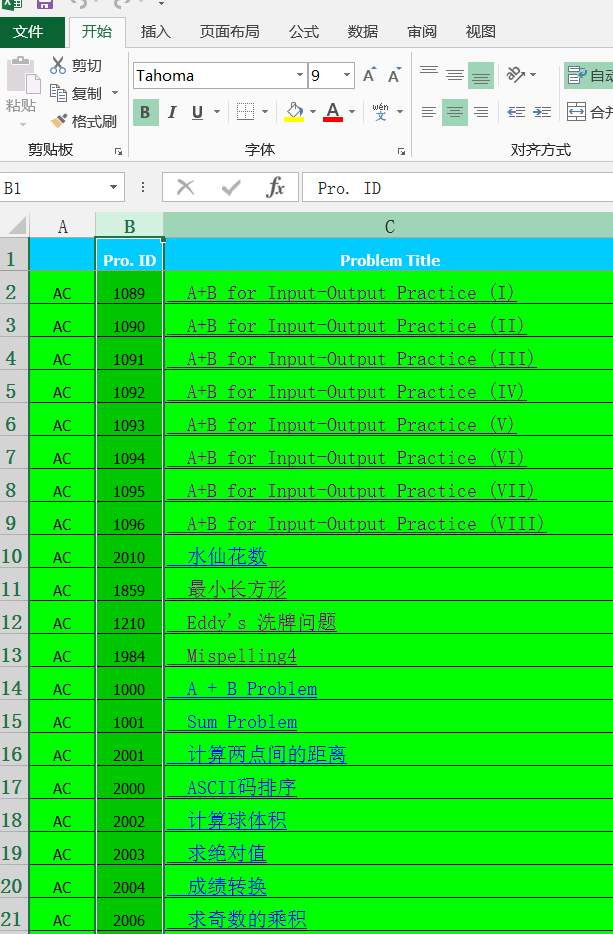 文件 开始 插入 页面布局 公式 数据 审阅 视图
剪切
复制
格式刷
粘贴
Tahoma 9 A A
B I U A wén 文
自动
合并
剪贴板 字体 对齐方式
B1 fx Pro. ID
A B C
1 Pro. ID Problem Title
2 AC 1089 A+B for Input-Output Practice (I)
3 AC 1090 A+B for Input-Output Practice (II)
4 AC 1091 A+B for Input-Output Practice (III)
5 AC 1092 A+B for Input-Output Practice (IV)
6 AC 1093 A+B for Input-Output Practice (V)
7 AC 1094 A+B for Input-Output Practice (VI)
8 AC 1095 A+B for Input-Output Practice (VII)
9 AC 1096 A+B for Input-Output Practice (VIII)
10 AC 2010 水仙花数
11 AC 1859 最小长方形
12 AC 1210 Eddy's 洗牌问题
13 AC 1984 Mispelling4
14 AC 1000 A + B Problem
15 AC 1001 Sum Problem
16 AC 2001 计算两点间的距离
17 AC 2000 ASCII码排序
18 AC 2002 计算球体积
19 AC 2003 求绝对值
20 AC 2004 成绩转换
21 AC 2006 求奇数的乘积